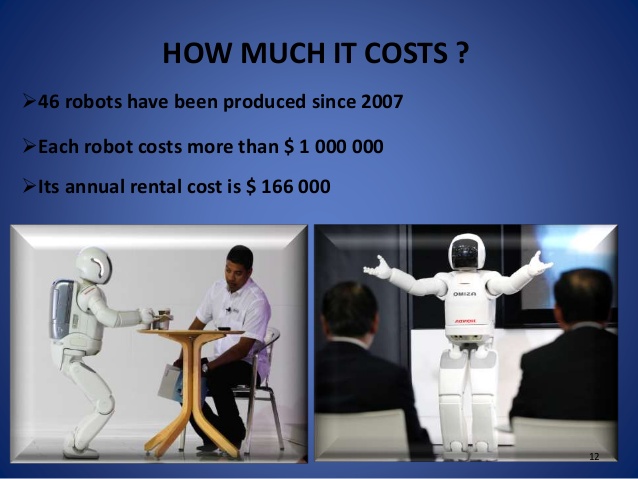 HOW MUCH IT COSTS ?
➢46 robots have been produced since 2007
➢Each robot costs more than $ 1 000 000
➢Its annual rental cost is $ 166 000
OMIZA
12